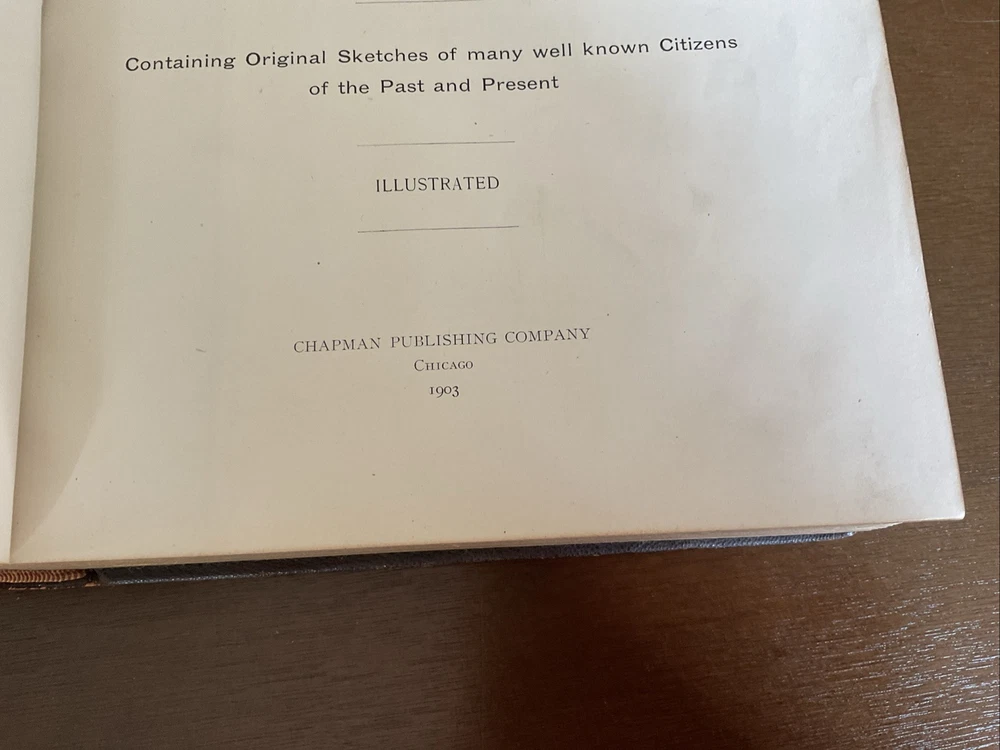 Containing Original Sketches of many well known Citizens
of the Past and Present
ILLUSTRATED
CHAPMAN PUBLISHING COMPANY
Chicago
1903